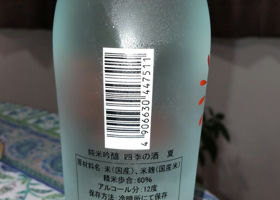 4 906630 447511
純米吟醸 四季の酒 夏
原材料名:米(国産)、米麹(国産米)
精米歩合:60%
アルコール分:12度
保存方法:冷暗所にて保存